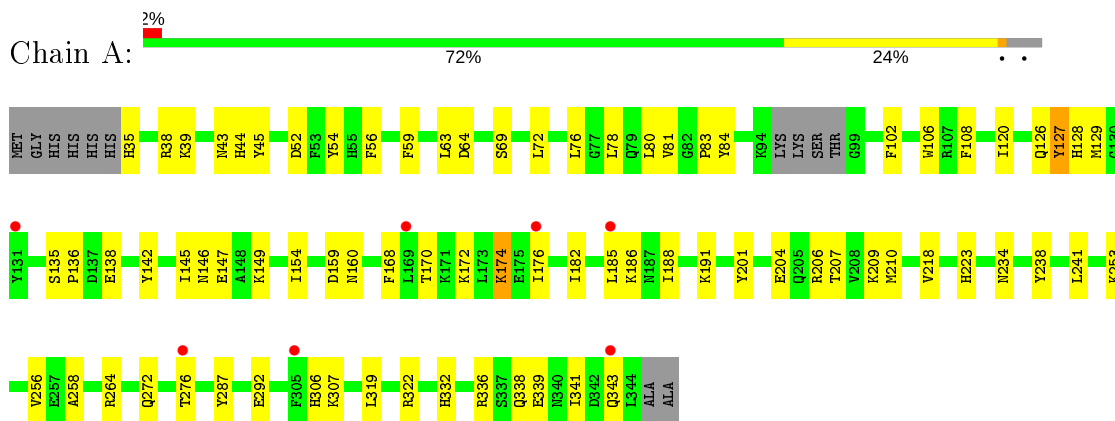 2%
Chain A:
72% 24% • •
MET GLY HIS HIS HIS HIS HIS H35 R38 K39 N43 H44 Y45 D52 F53 Y54 H55 F56 F59 L63 D64 S69 L72 L76 G77 L78 Q79 L80 V81 G82 P83 Y84 K94 LYS LYS SER THR G99 F102 W106 R107 F108 I120 Q126 Y127 H128 M129 G130
Y131 S135 P136 D137 E138 Y142 I145 N146 E147 A148 K149 I154 D159 N160 F168 L169 T170 K171 K172 L173 K174 E175 I176 I182 L185 K186 N187 I188 K191 Y201 E204 Q205 R206 T207 V208 K209 M210 V218 H223 N234 Y238 L241 K253
V256 E257 A258 R264 Q272 T276 Y287 E292 F305 H306 K307 L319 R322 H332 R336 S337 Q338 E339 N340 I341 D342 Q343 L344 ALA ALA